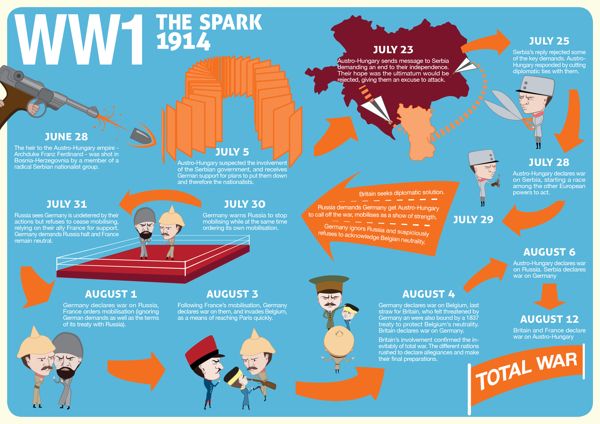 WW1
THE SPARK
1914
JUNE 28
The heir to the Austro-Hungary empire -
Archduke Franz Ferdinand - was shot in
Bosnia-Herzegovnia by a member of a
radical Serbian nationalist group.
JULY 5
Austro-Hungary suspected the involvement
of the Serbian government, and receives
German support for plans to put them down
and therefore the nationalists.
JULY 23
Austro-Hungary sends message to Serbia
demanding an end to their independence.
Their hope was the ultimatum would be
rejected, giving them an excuse to attack.
JULY 25
Serbia's reply rejected some
of the key demands. Austro-
Hungary responded by cutting
diplomatic ties with them.
JULY 28
Austro-Hungary declares war
on Serbia, starting a race
among the other European
powers to act.
JULY 29
Britain seeks diplomatic solution.
Russia demands Germany get Austro-Hungary
to call off the war, mobilises as a show of strength.
Germany ignors Russia and suspiciously
refuses to acknowledge Belgian neutrality.
JULY 30
Germany warns Russia to stop
mobilising while at the same time
ordering its own mobilisation.
JULY 31
Russia sees Germany is undeterred by their
actions but refuses to cease mobilising,
relying on their ally France for support.
Germany demands Russia halt and France
remain neutral.
AUGUST 1
Germany declares war on Russia,
France orders mobilisation (ignoring
German demands as well as the terms
of its treaty with Russia).
AUGUST 3
Following France's mobilisation, Germany
declares war on them, and invades Belgium,
as a means of reaching Paris quickly.
AUGUST 4
Germany declares war on Belgium, last
straw for Britain, who felt threatened by
Germany an were also bound by a 1837
treaty to protect Belgium's neutrality.
Britain declares war on Germany.
Britain's involvement confirmed the in-
evitably of total war. The different nations
rushed to declare allegiances and make
their final preparations.
AUGUST 6
Austro-Hungary declares war
on Russia. Serbia declares
war on Germany
AUGUST 12
Britain and France declare
war on Austro-Hungary
TOTAL WAR